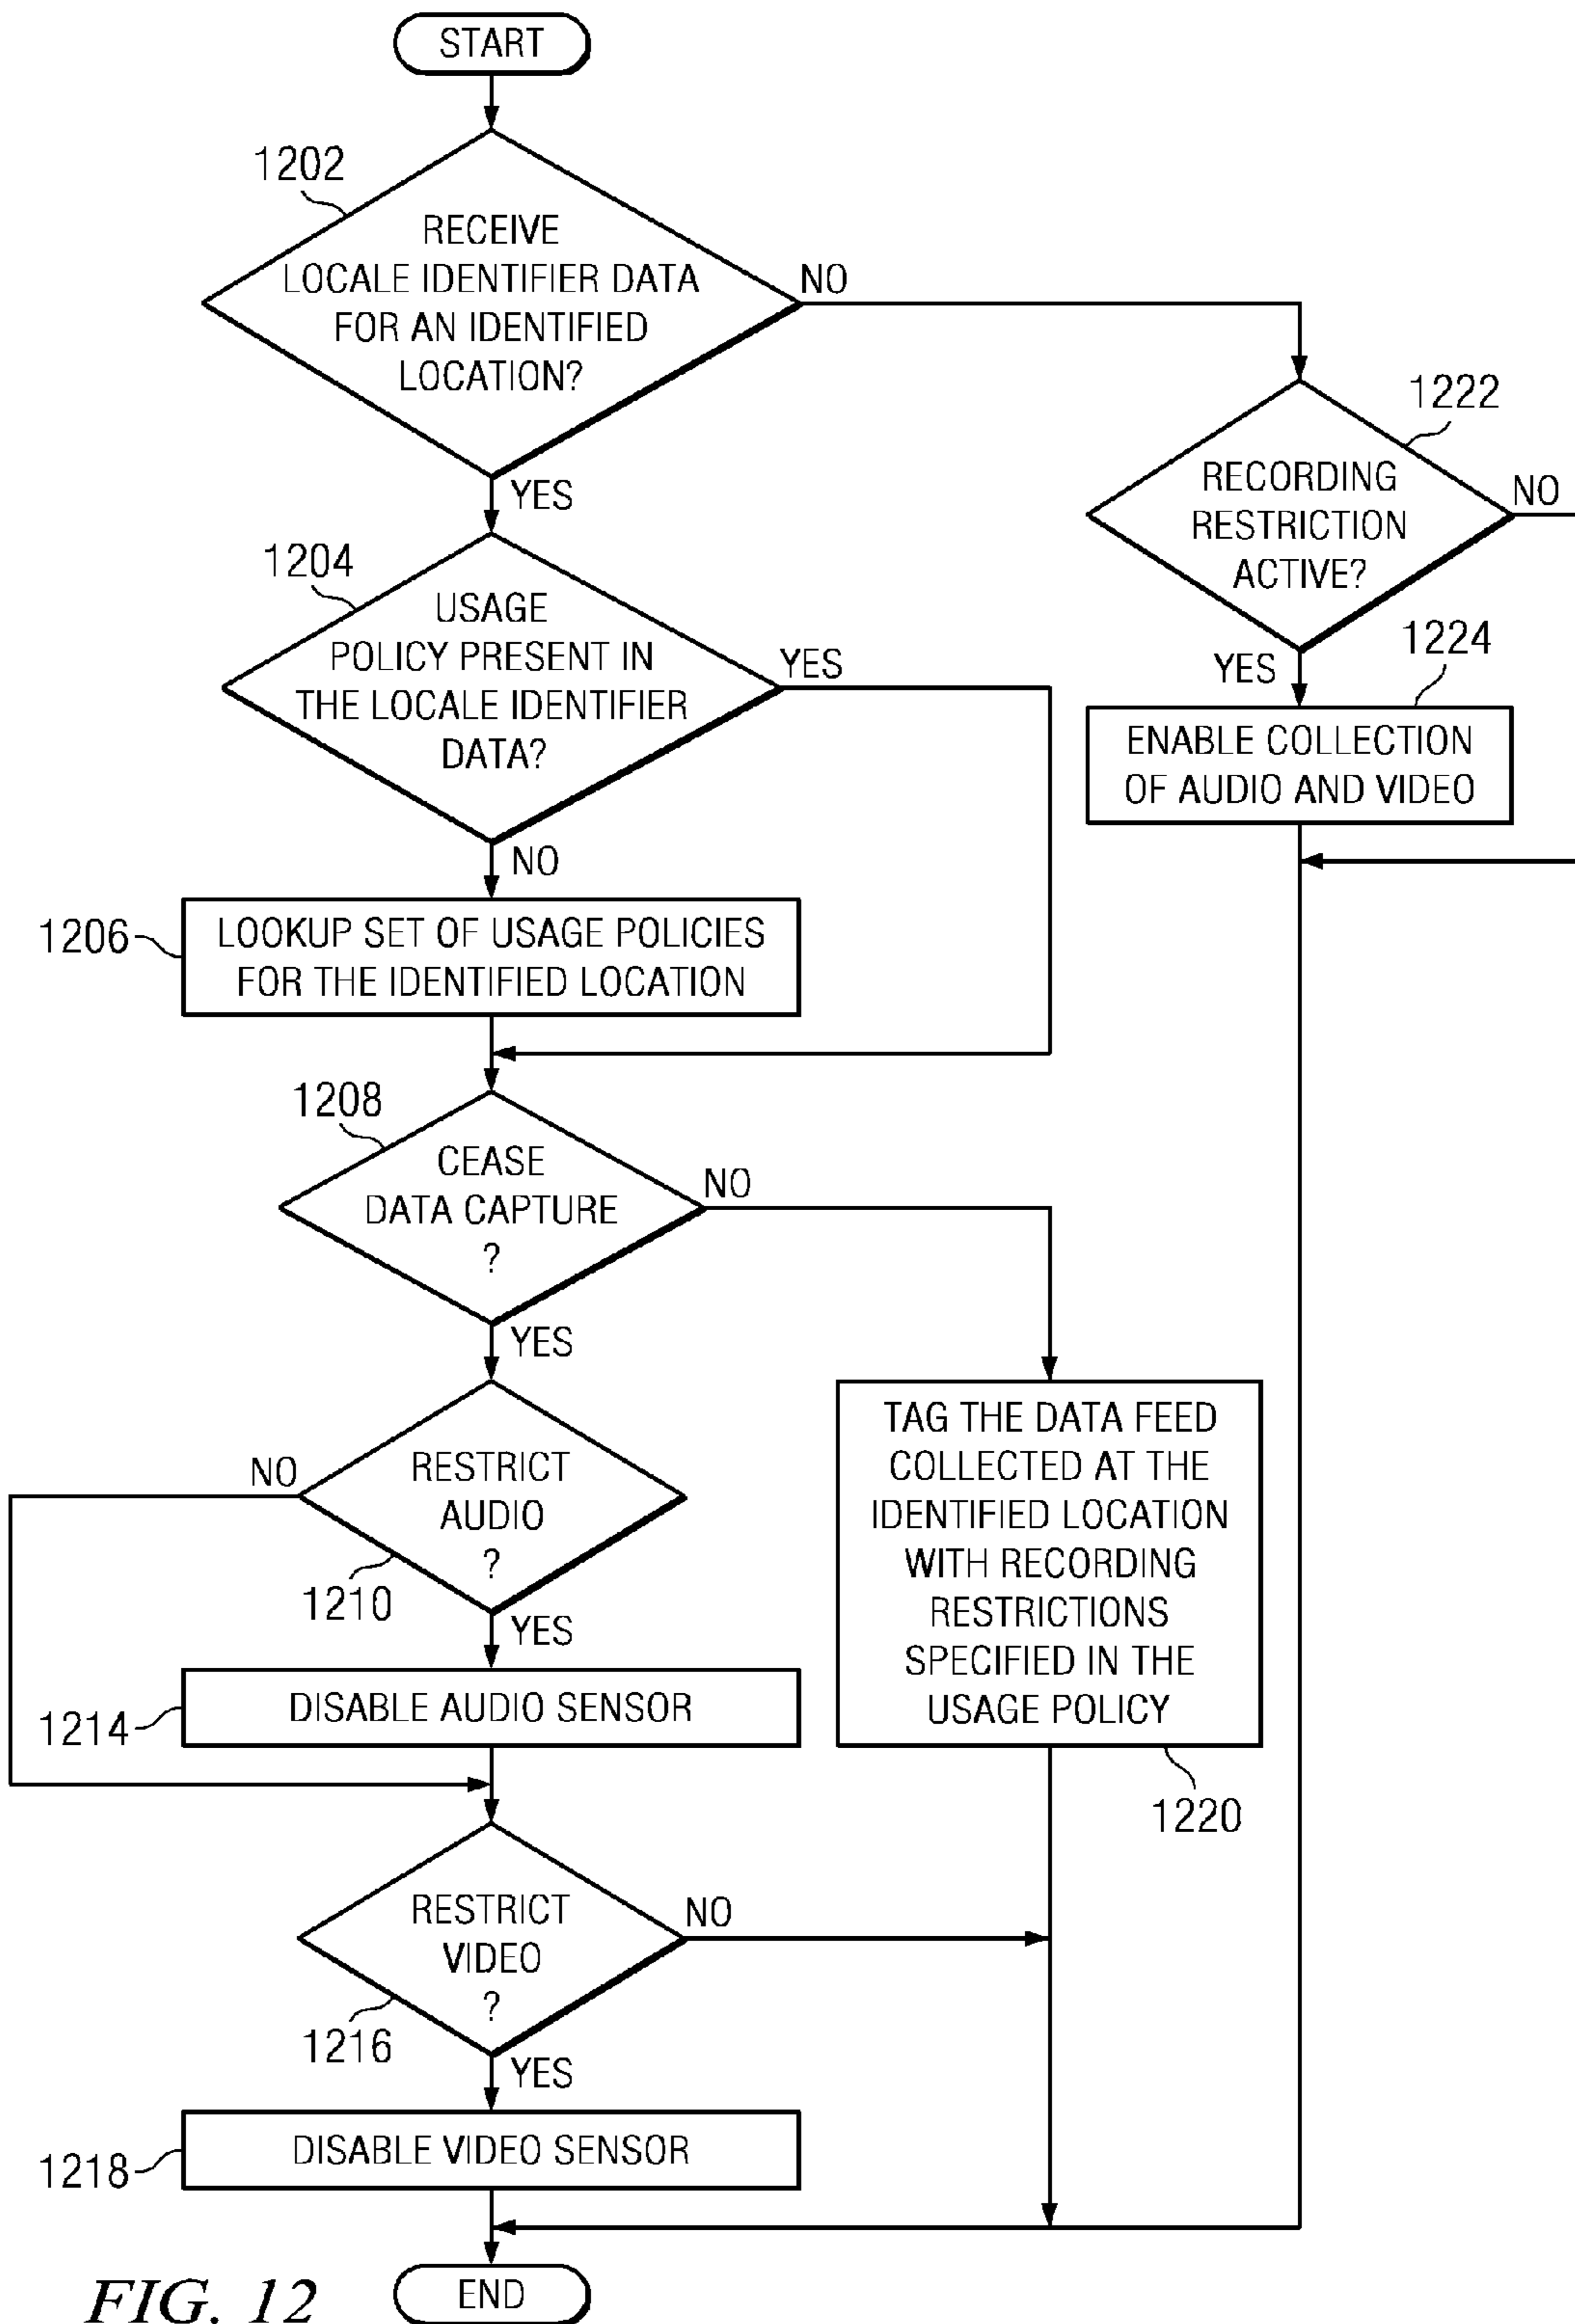 START
1202
RECEIVE
LOCALE IDENTIFIER DATA
FOR AN IDENTIFIED
LOCATION?
NO
YES
1222
RECORDING
RESTRICTION
ACTIVE?
NO
YES
1204
USAGE
POLICY PRESENT IN
THE LOCALE IDENTIFIER
DATA?
YES
NO
1224
ENABLE COLLECTION
OF AUDIO AND VIDEO
1206
LOOKUP SET OF USAGE POLICIES
FOR THE IDENTIFIED LOCATION
1208
CEASE
DATA CAPTURE
?
NO
YES
RESTRICT
AUDIO
?
NO
1210
YES
TAG THE DATA FEED
COLLECTED AT THE
IDENTIFIED LOCATION
WITH RECORDING
RESTRICTIONS
SPECIFIED IN THE
USAGE POLICY
1220
1214
DISABLE AUDIO SENSOR
RESTRICT
VIDEO
?
NO
1216
YES
1218
DISABLE VIDEO SENSOR
END
FIG. 12